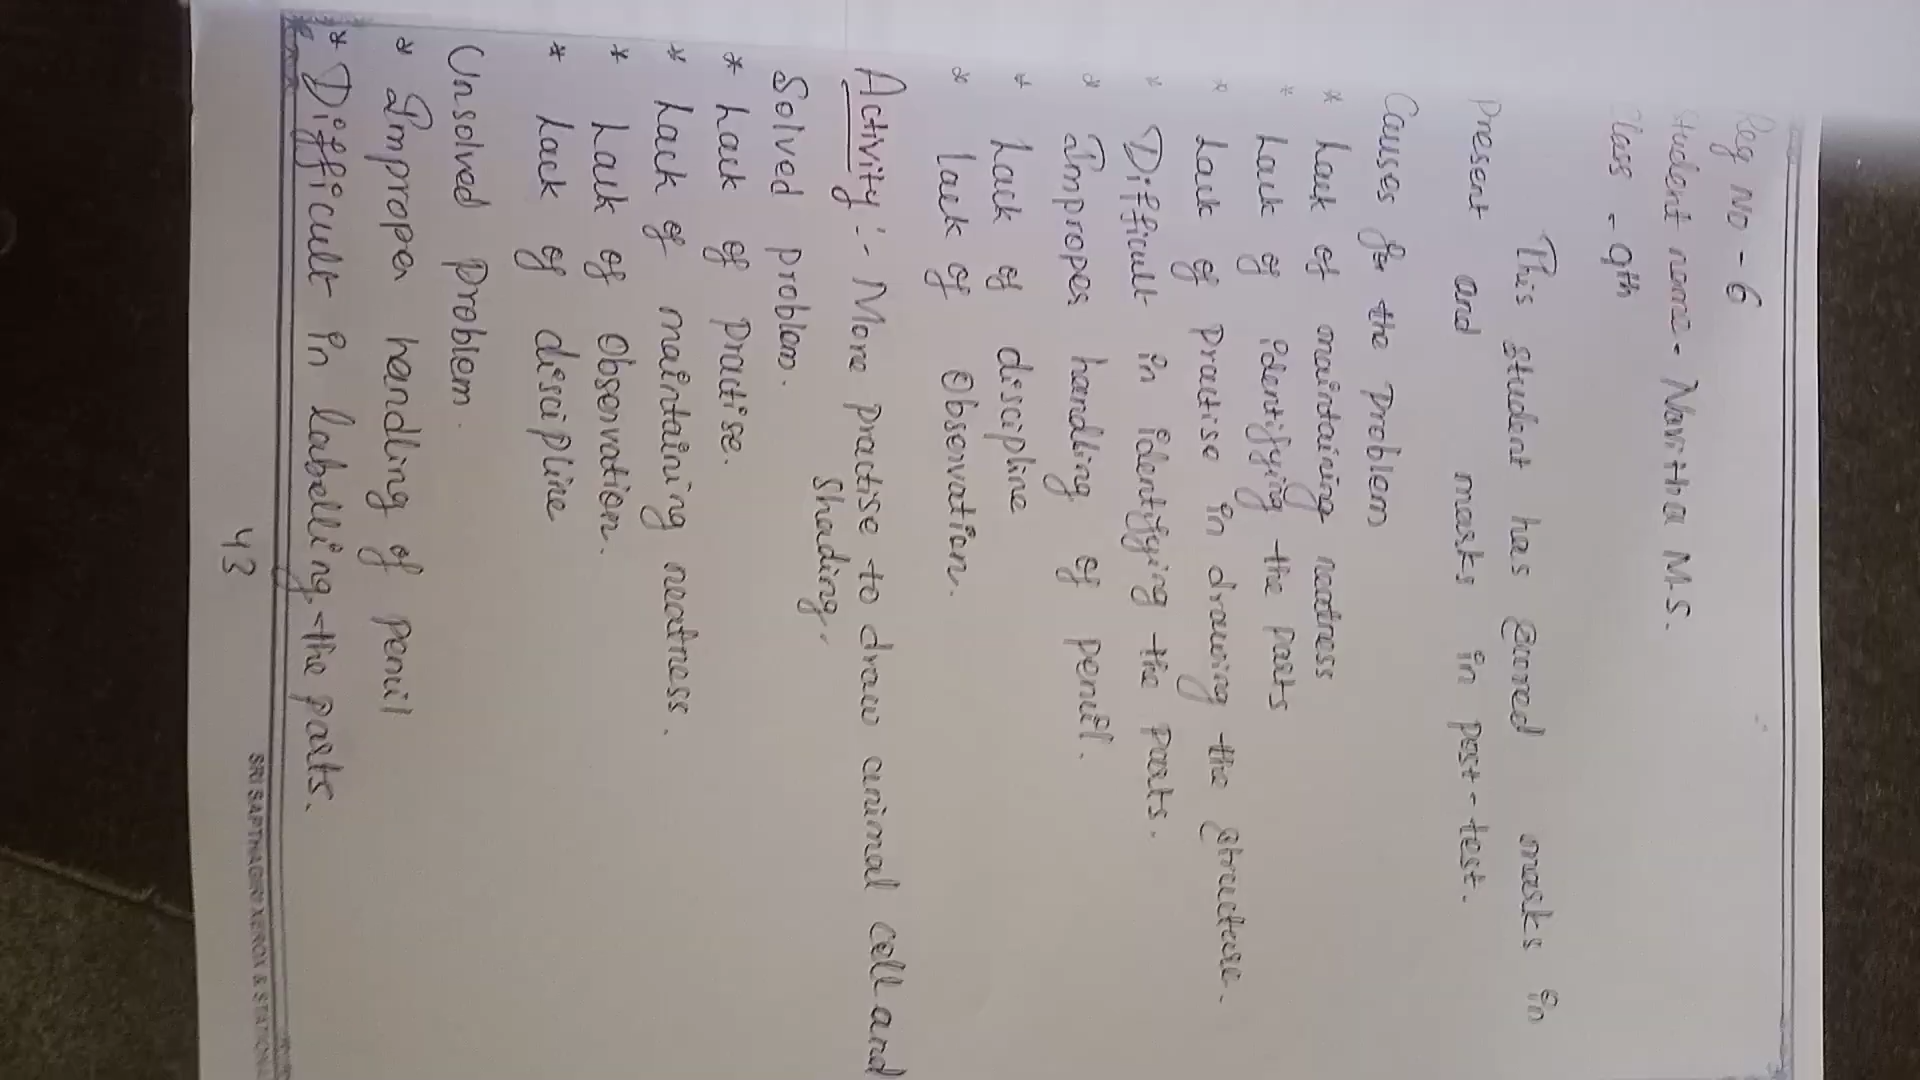 Reg No - 6
Student name - Navitha M.S.
Class - 9th
This student has scored marks in
present and marks in post-test.
Causes for the Problem
* Lack of maintaining neatness
* Lack of identifying the parts
* Lack of practise in drawing the structure.
* Difficult in identifying the parts.
* Improper handling of pencil.
* Lack of discipline
* lack of Observation.
Activity:- More practise to draw animal cell and
shading.
Solved problem.
* Lack of practise.
* Lack of maintaining neatness.
* Lack of Observation.
* Lack of discipline
Unsolved problem.
* Improper handling of pencil
* Difficult in labelling the parts.
43
SRI SAPTHAGIRI XEROX &